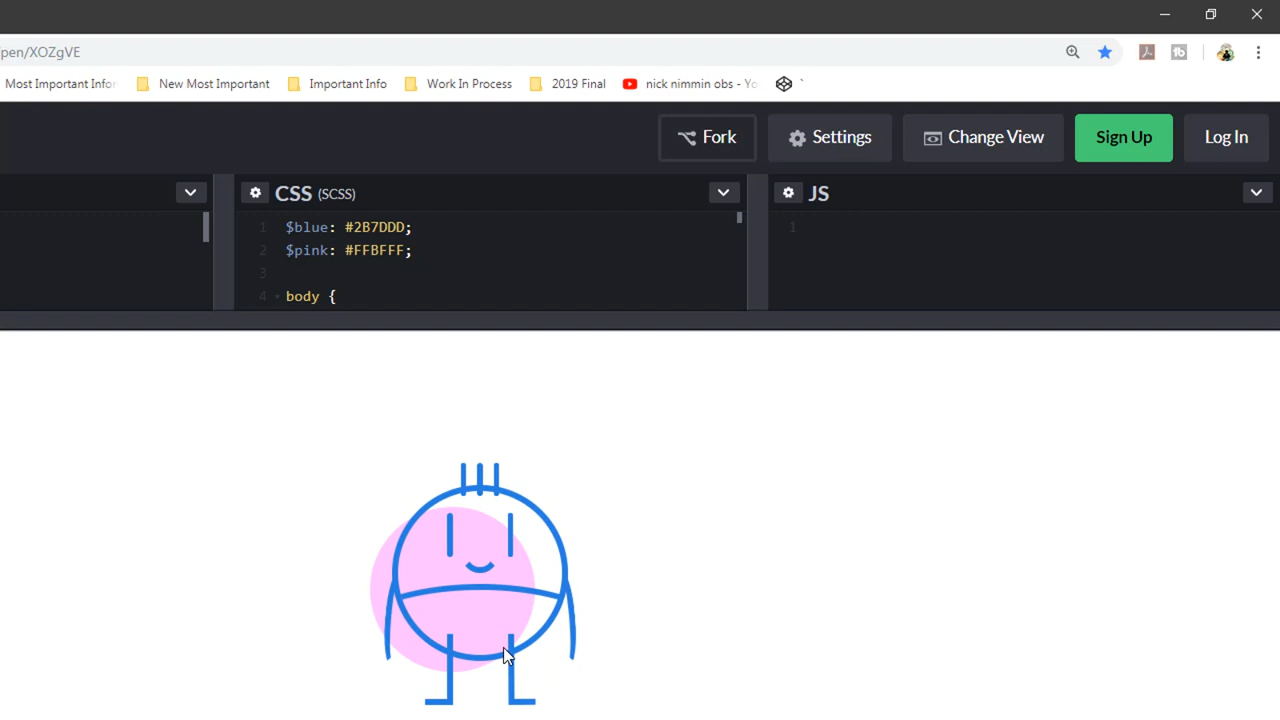 pen/XOZgVE
Most Important Infor New Most Important Important Info Work In Process 2019 Final nick nimmin obs - Yo `
Fork Settings Change View Sign Up Log In
CSS (SCSS) JS
1 $blue: #2B7DDD; 1
2 $pink: #FFBFFF;
3
4 body {